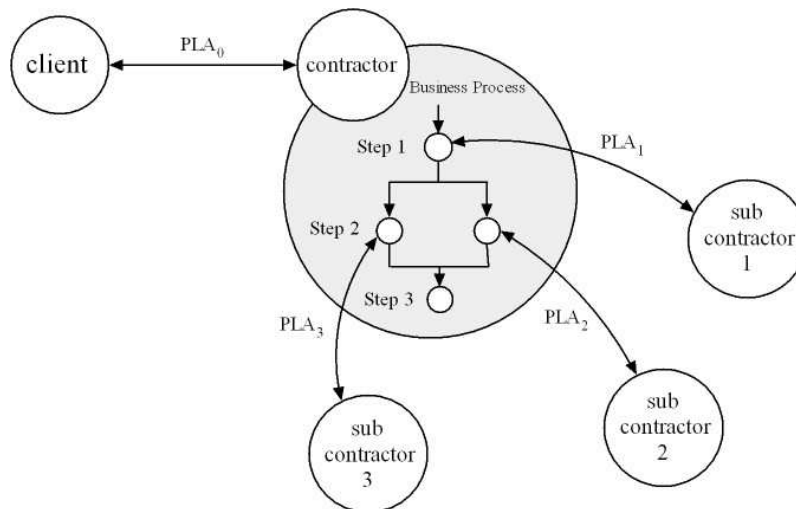 PLA0
client
contractor
Business Process
Step 1
PLA1
sub
contractor
1
Step 2
Step 3
PLA3
PLA2
sub
contractor
2
sub
contractor
3